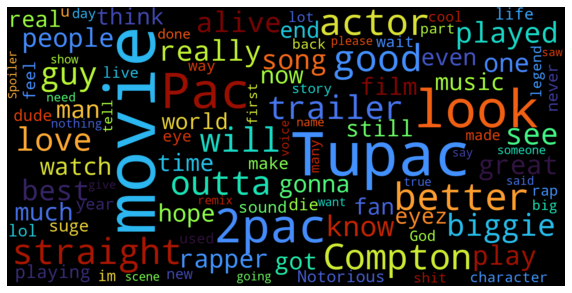 u
day
think
alive
lot
actor
cool
life
real
people
movie
really
end
back
please
wait
part
played
Spoiler
show
guy
Pac
song
good
even
one
legend
feel
live
done
way
now
film
music
never
saw
need
man
first
story
trailer
look
dude
tell
world
will
still
see
love
eye
voice
name
made
say
someone
nothing
watch
time
make
many
Tupac
great
best
give
outta
gonna
true
said
rap
year
remix
hope
sound
die
want
fan
better
big
much
2pac
know
eyez
God
biggie
lol
suge
used
straight
rapper
got
Compton
play
playing
im
scene
new
going
Notorious
shit
character